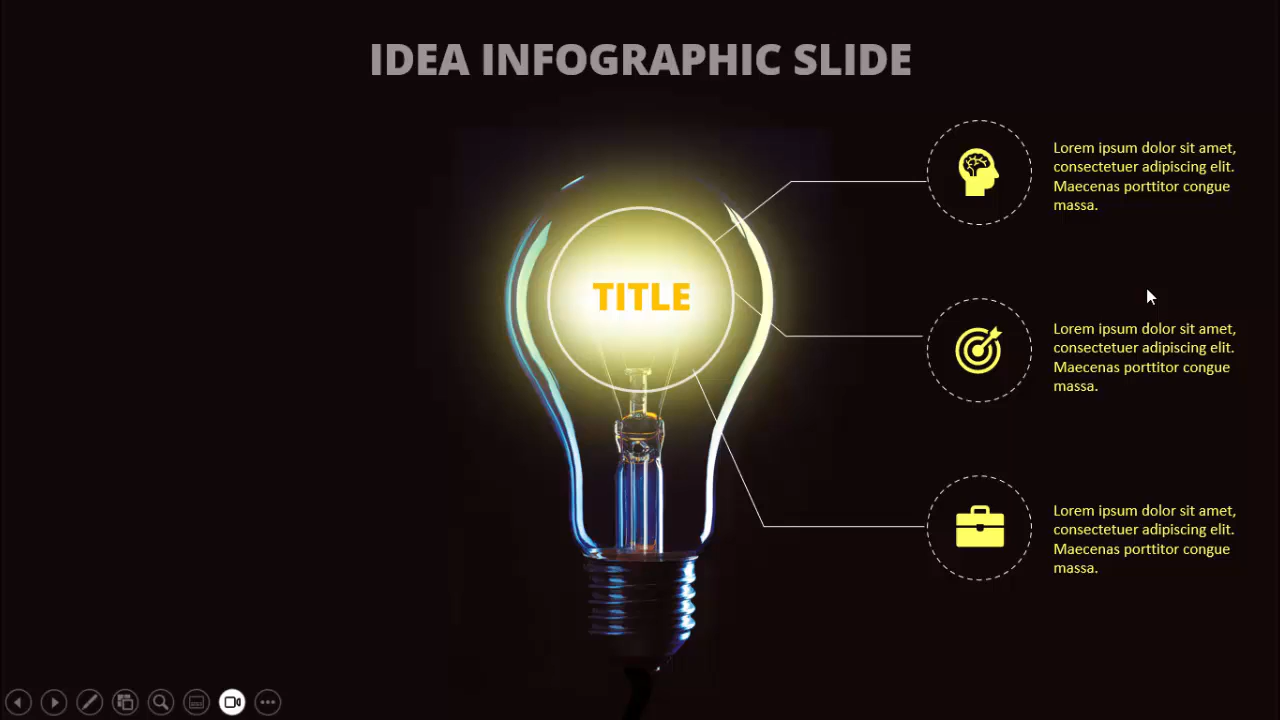 IDEA INFOGRAPHIC SLIDE
TITLE
Lorem ipsum dolor sit amet,
consectetuer adipiscing elit.
Maecenas porttitor congue
massa.
Lorem ipsum dolor sit amet,
consectetuer adipiscing elit.
Maecenas porttitor congue
massa.
Lorem ipsum dolor sit amet,
consectetuer adipiscing elit.
Maecenas porttitor congue
massa.